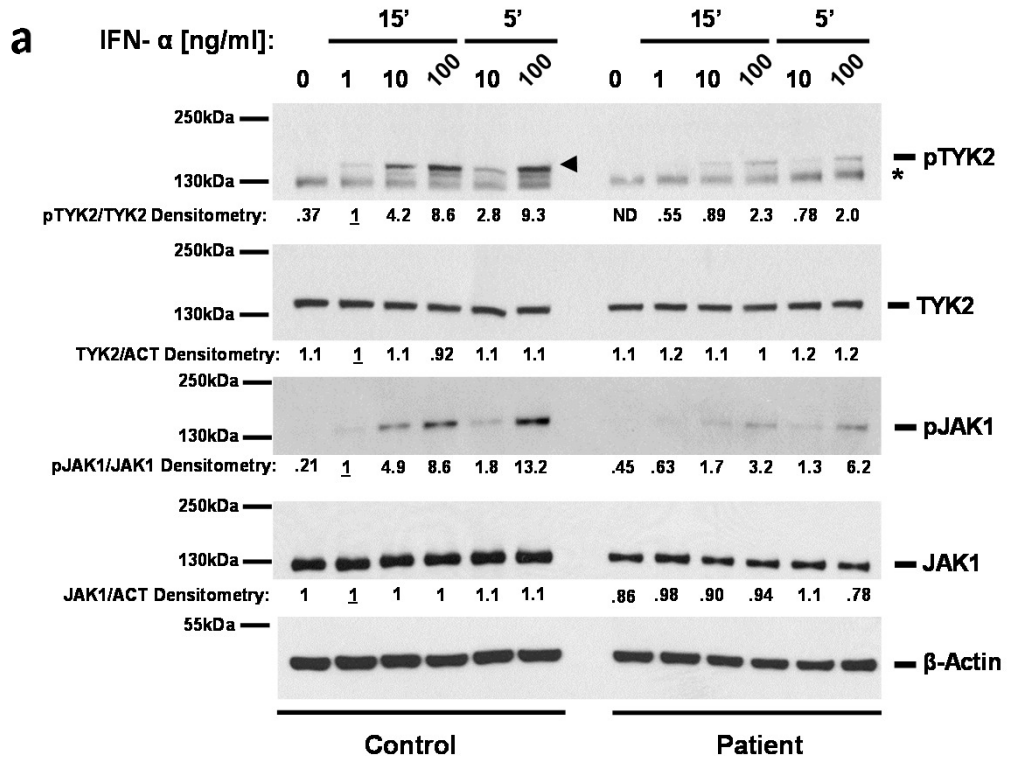 a
15’ 5’ 15’ 5’
IFN- α [ng/ml]:
0 1 10 100 10 100 0 1 10 100 10 100
250kDa
pTYK2
*
130kDa
pTYK2/TYK2 Densitometry: .37 1 4.2 8.6 2.8 9.3 ND .55 .89 2.3 .78 2.0
250kDa
TYK2
130kDa
TYK2/ACT Densitometry: 1.1 1 1.1 .92 1.1 1.1 1.1 1.2 1.1 1 1.2 1.2
250kDa
pJAK1
130kDa
pJAK1/JAK1 Densitometry: .21 1 4.9 8.6 1.8 13.2 .45 .63 1.7 3.2 1.3 6.2
250kDa
130kDa
JAK1
JAK1/ACT Densitometry: 1 1 1 1 1.1 1.1 .86 .98 .90 .94 1.1 .78
55kDa
β-Actin
Control Patient